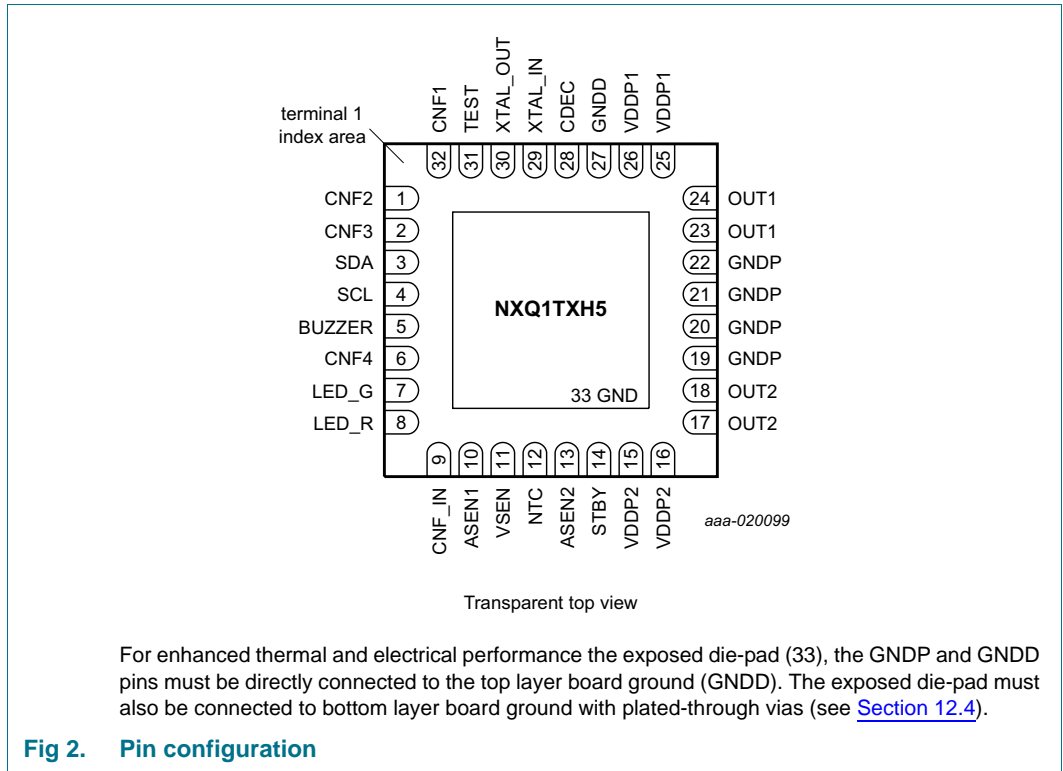 CNF1
TEST
XTAL_OUT
XTAL_IN
CDEC
GNDD
VDDP1
VDDP1
terminal 1
index area
32
31
30
29
28
27
26
25
CNF2 1
CNF3 2
SDA 3
SCL 4
BUZZER 5
CNF4 6
LED_G 7
LED_R 8
24 OUT1
23 OUT1
22 GNDP
21 GNDP
20 GNDP
19 GNDP
18 OUT2
17 OUT2
NXQ1TXH5
33 GND
9
10
11
12
13
14
15
16
CNF_IN
ASEN1
VSEN
NTC
ASEN2
STBY
VDDP2
VDDP2
aaa-020099
Transparent top view
For enhanced thermal and electrical performance the exposed die-pad (33), the GNDP and GNDD
pins must be directly connected to the top layer board ground (GNDD). The exposed die-pad must
also be connected to bottom layer board ground with plated-through vias (see Section 12.4).
Fig 2. Pin configuration